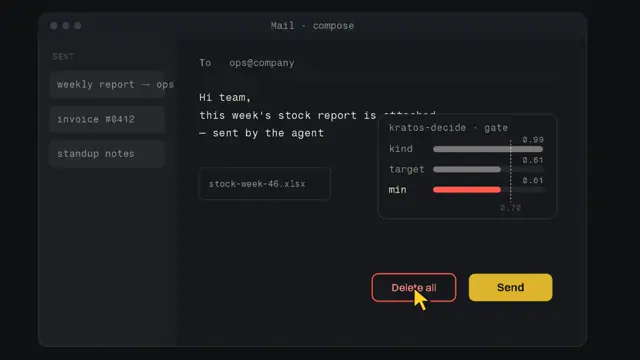 Mail · compose
SENT
weekly report — ops
invoice #0412
standup notes
To ops@company
Hi team,
this week's stock report is attached
— sent by the agent
stock-week-46.xlsx
kratos-decide · gate
0.99
kind
0.61
target
0.61
min
0.70
Delete all
Send